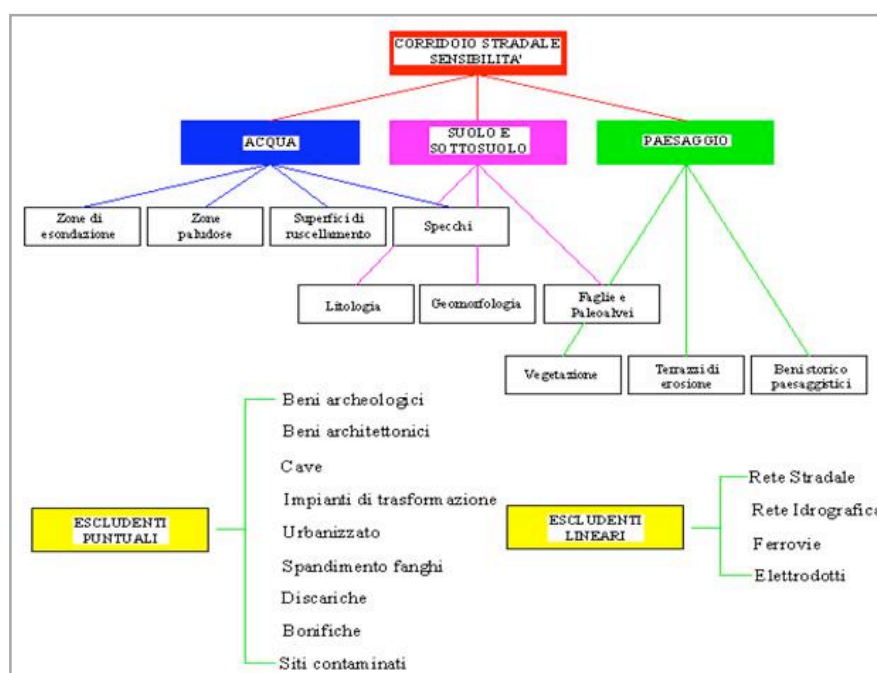 CORRIDOIO STRADALE
SENSIBILITA'
ACQUA
SUOLO E
SOTTOSUOLO
PAESAGGIO
Zone di
esondazione
Zone
paludose
Superfici di
ruscellamento
Specchi
Litologia
Geomorfologia
Faglie e
Paleoalvei
Vegetazione
Terrazzi di
erosione
Beni storico
paesaggistici
ESCLUDENTI
PUNTUALI
Beni archeologici
Beni architettonici
Cave
Impianti di trasformazione
Urbanizzato
Spandimento fanghi
Discariche
Bonifiche
Siti contaminati
ESCLUDENTI
LINEARI
Rete Stradale
Rete Idrografica
Ferrovie
Elettrodotti